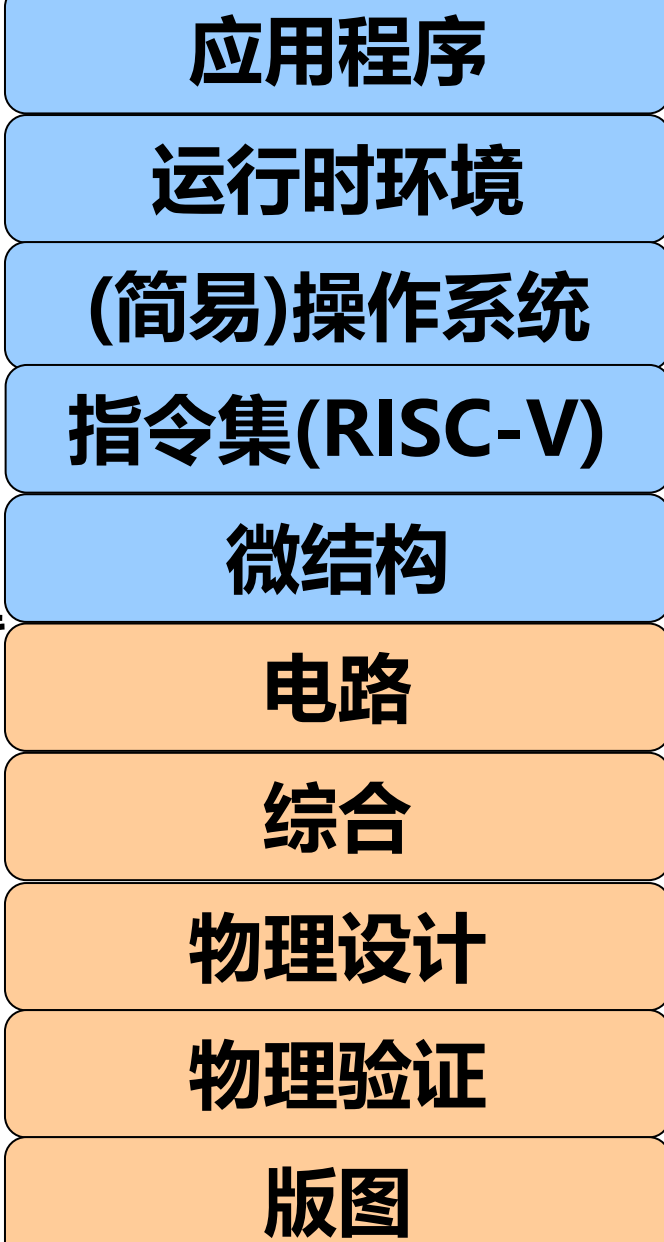 应用程序
运行时环境
(简易)操作系统
指令集(RISC-V)
微结构
电路
综合
物理设计
物理验证
版图